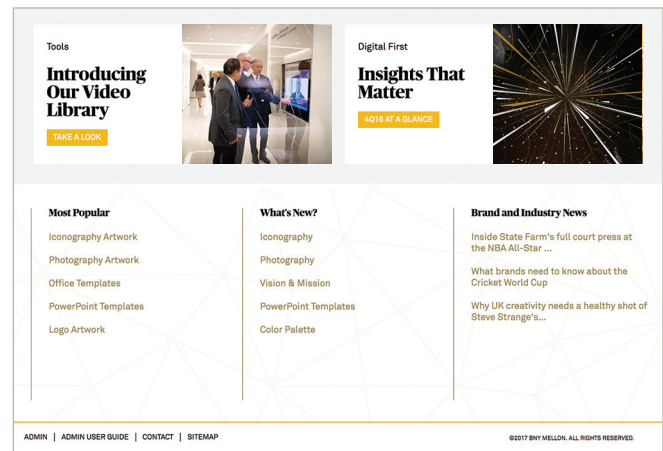 Tools
Introducing
Our Video
Library
TAKE A LOOK
Digital First
Insights That
Matter
4Q16 AT A GLANCE
Most Popular
Iconography Artwork
Photography Artwork
Office Templates
PowerPoint Templates
Logo Artwork
What's New?
Iconography
Photography
Vision & Mission
PowerPoint Templates
Color Palette
Brand and Industry News
Inside State Farm's full court press at
the NBA All-Star ...
What brands need to know about the
Cricket World Cup
Why UK creativity needs a healthy shot of
Steve Strange's...
ADMIN | ADMIN USER GUIDE | CONTACT | SITEMAP
©2017 BNY MELLON. ALL RIGHTS RESERVED.